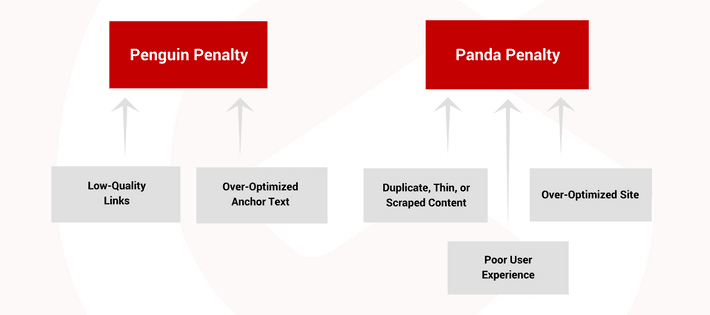 Penguin Penalty
Panda Penalty
Low-Quality
Links
Over-Optimized
Anchor Text
Duplicate, Thin, or
Scraped Content
Over-Optimized Site
Poor User
Experience